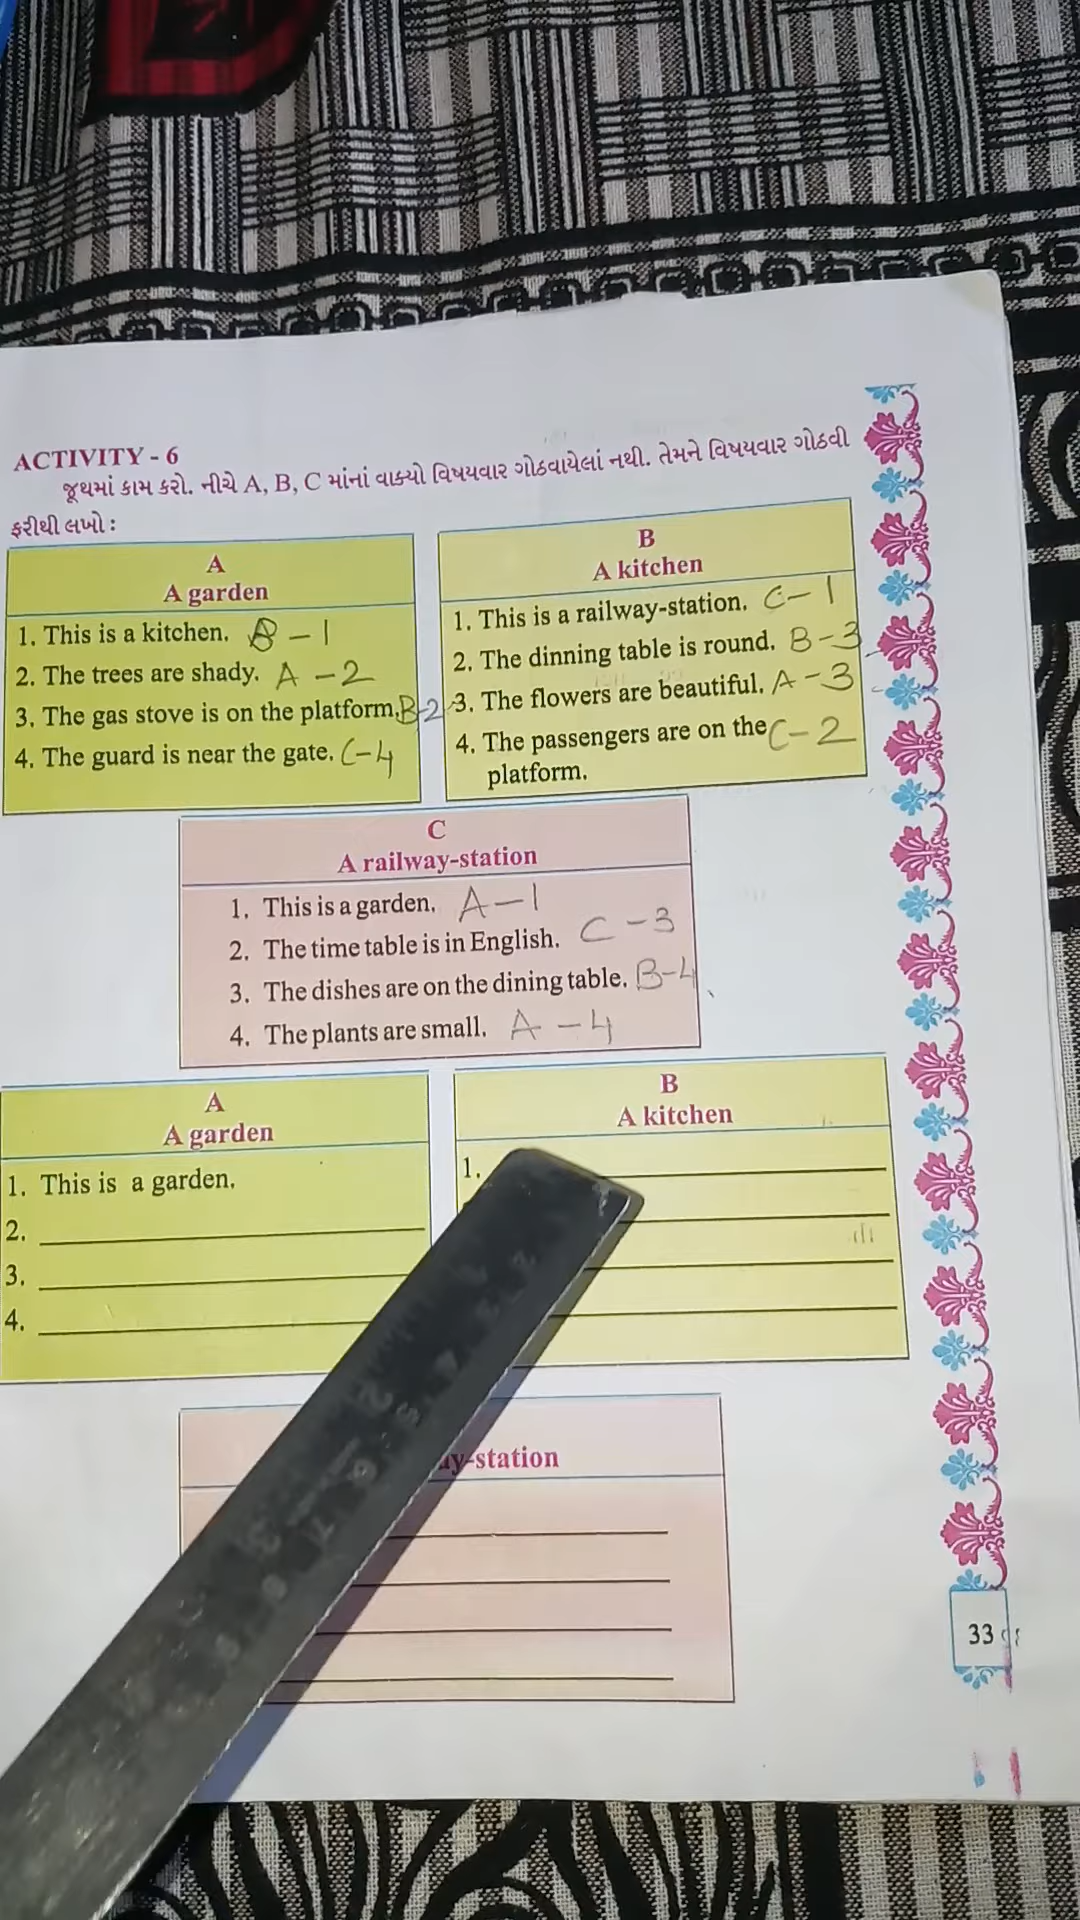 ACTIVITY - 6
જૂથમાં કામ કરો. નીચે A, B, C માંનાં વાક્યો વિષયવાર ગોઠવાયેલાં નથી. તેમને વિષયવાર ગોઠવી
ફરીથી લખો :
A
A garden
1. This is a kitchen. B - 1
2. The trees are shady. A - 2
3. The gas stove is on the platform. B-2
4. The guard is near the gate. C-4
B
A kitchen
1. This is a railway-station. C - 1
2. The dinning table is round. B - 3
3. The flowers are beautiful. A - 3
4. The passengers are on the C - 2
platform.
C
A railway-station
1. This is a garden. A - 1
2. The time table is in English. C - 3
3. The dishes are on the dining table. B-4
4. The plants are small. A - 4
A
A garden
1. This is a garden.
2.
3.
4.
B
A kitchen
1.
-station
33